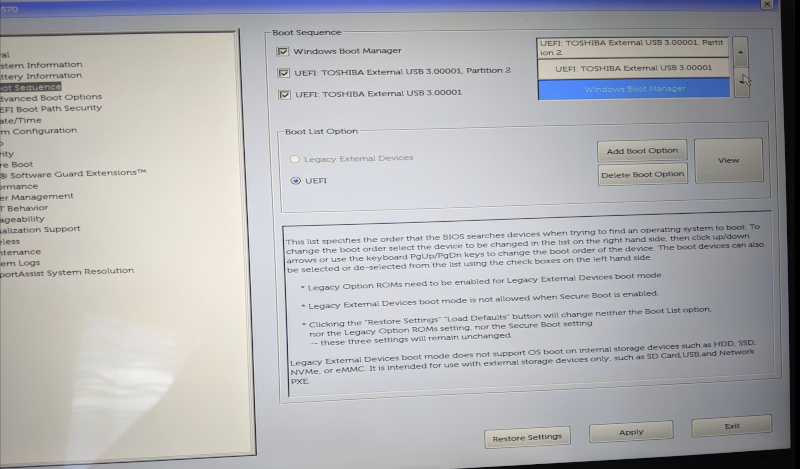 570
Boot Sequence
Windows Boot Manager
UEFI: TOSHIBA External USB 3.00001, Partition 2
UEFI: TOSHIBA External USB 3.00001
UEFI: TOSHIBA External USB 3.00001, Partit
ion 2
UEFI: TOSHIBA External USB 3.00001
Windows Boot Manager
Boot List Option
Legacy External Devices
UEFI
Add Boot Option
Delete Boot Option
View
This list specifies the order that the BIOS searches devices when trying to find an operating system to boot. To
change the boot order select the device to be changed in the list on the right hand side, then click up/down
arrows or use the keyboard PgUp/PgDn keys to change the boot order of the device. The boot devices can also
be selected or de-selected from the list using the check boxes on the left hand side.
* Legacy Option ROMs need to be enabled for Legacy External Devices boot mode.
* Legacy External Devices boot mode is not allowed when Secure Boot is enabled.
* Clicking the "Restore Settings" "Load Defaults" button will change neither the Boot List option,
nor the Legacy Option ROMs setting, nor the Secure Boot setting
-- these three settings will remain unchanged.
Legacy External Devices boot mode does not support OS boot on internal storage devices such as HDD, SSD,
NVMe, or eMMC. It is intended for use with external storage devices only, such as SD Card,USB,and Network
PXE.
Restore Settings
Apply
Exit
ral
stem Information
ttery Information
oot Sequence
dvanced Boot Options
EFI Boot Path Security
ate/Time
m Configuration
o
rity
re Boot
® Software Guard Extensions™
ormance
er Management
T Behavior
ageability
ualization Support
eless
ntenance
em Logs
portAssist System Resolution